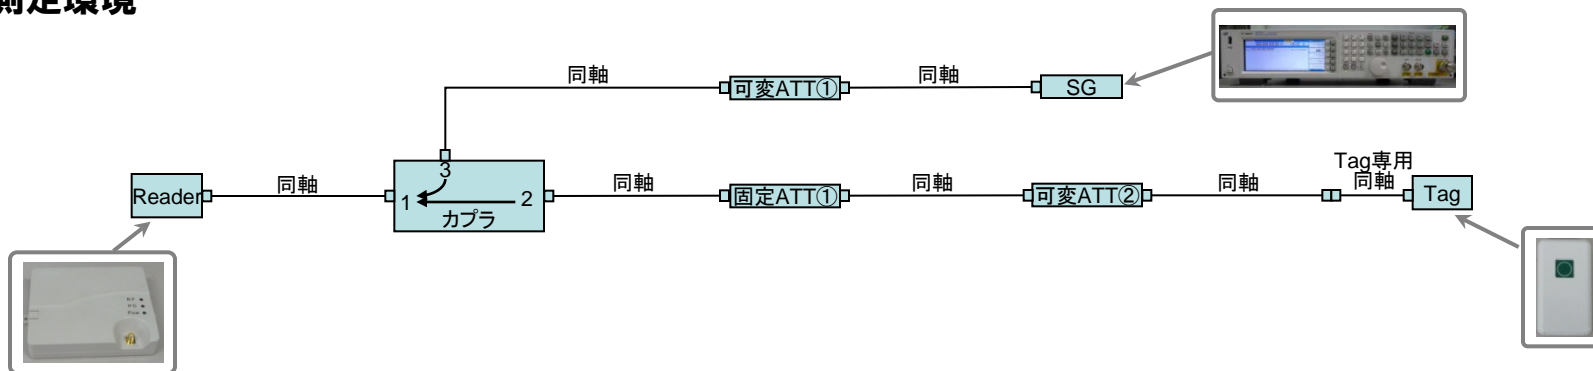 測定環境
同軸
可変ATT①
同軸
SG
Reader
同軸
3
1
2
カプラ
同軸
固定ATT①
同軸
可変ATT②
同軸
Tag専用
同軸
Tag